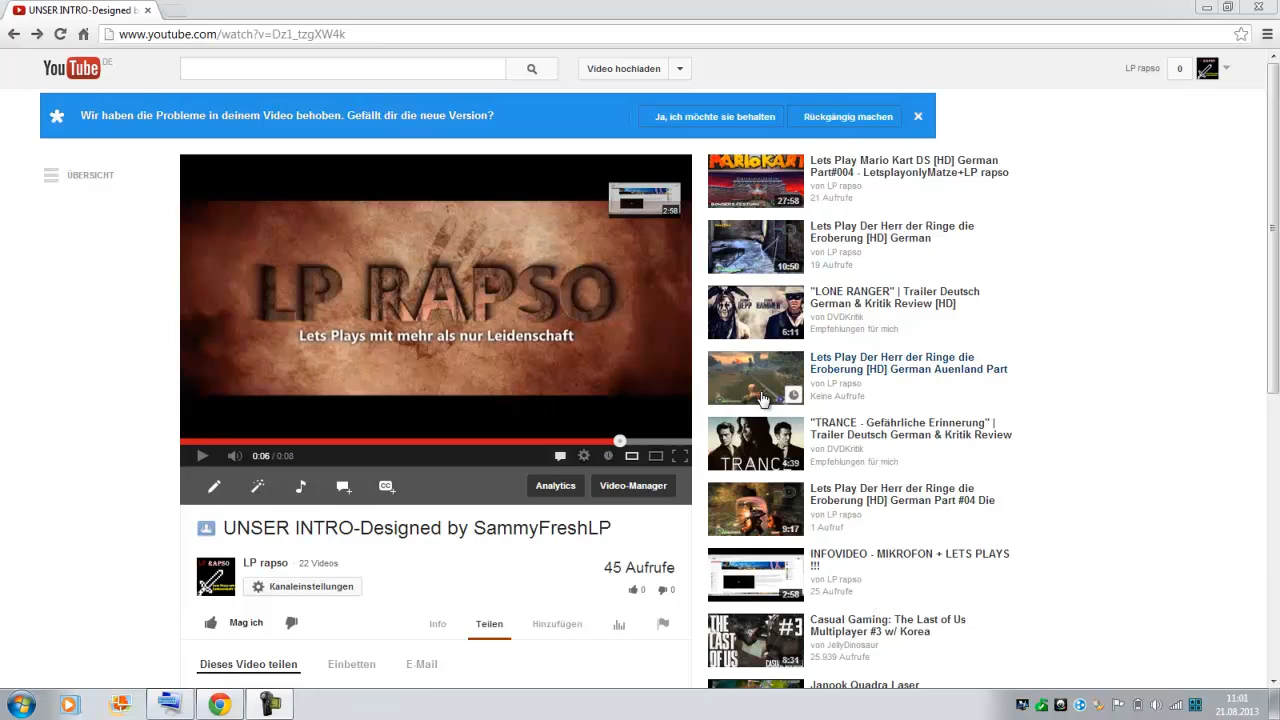 UNSER INTRO-Designed b
www.youtube.com/watch?v=Dz1_tzgXW4k
YouTube DE
Video hochladen
LP rapso
0
Wir haben die Probleme in deinem Video behoben. Gefällt dir die neue Version?
Ja, ich möchte sie behalten
Rückgängig machen
ÜBERSICHT
2:58
LP RAPSO
Lets Plays mit mehr als nur Leidenschaft
0:06 / 0:08
Analytics
Video-Manager
UNSER INTRO-Designed by SammyFreshLP
LP RAPSO
LP rapso 22 Videos
Kanaleinstellungen
45 Aufrufe
0 0
Mag ich
Info
Teilen
Hinzufügen
Dieses Video teilen
Einbetten
E-Mail
MARIO KART
27:58
Lets Play Mario Kart DS [HD] German
Part#004 - LetsplayonlyMatze+LP rapso
von LP rapso
21 Aufrufe
10:50
Lets Play Der Herr der Ringe die
Eroberung [HD] German
von LP rapso
19 Aufrufe
6:11
"LONE RANGER" | Trailer Deutsch
German & Kritik Review [HD]
von DVDKritik
Empfehlungen für mich
Lets Play Der Herr der Ringe die
Eroberung [HD] German Auenland Part
von LP rapso
Keine Aufrufe
TRANC
4:39
"TRANCE - Gefährliche Erinnerung" |
Trailer Deutsch German & Kritik Review
von DVDKritik
Empfehlungen für mich
9:17
Lets Play Der Herr der Ringe die
Eroberung [HD] German Part #04 Die
von LP rapso
1 Aufruf
2:58
INFOVIDEO - MIKROFON + LETS PLAYS
!!!
von LP rapso
25 Aufrufe
THE
LAST
OF US
#3
8:31
Casual Gaming: The Last of Us
Multiplayer #3 w/ Korea
von JellyDinosaur
25.939 Aufrufe
Janook Quadra Laser
11:01
21.08.2013